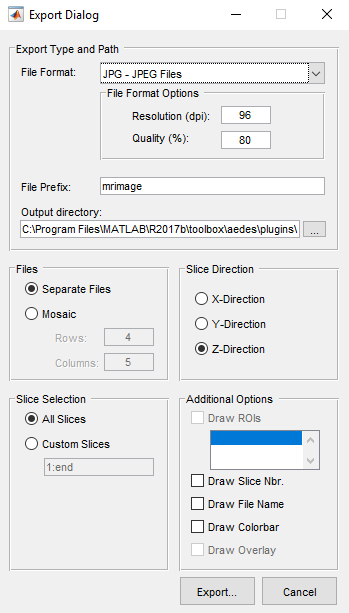 Export Dialog
Export Type and Path
File Format: JPG - JPEG Files
File Format Options
Resolution (dpi): 96
Quality (%): 80
File Prefix: mrimage
Output directory:
C:\Program Files\MATLAB\R2017b\toolbox\aedes\plugins\ ...
Files
Separate Files
Mosaic
Rows: 4
Columns: 5
Slice Direction
X-Direction
Y-Direction
Z-Direction
Slice Selection
All Slices
Custom Slices
1:end
Additional Options
Draw ROIs
Draw Slice Nbr.
Draw File Name
Draw Colorbar
Draw Overlay
Export... Cancel